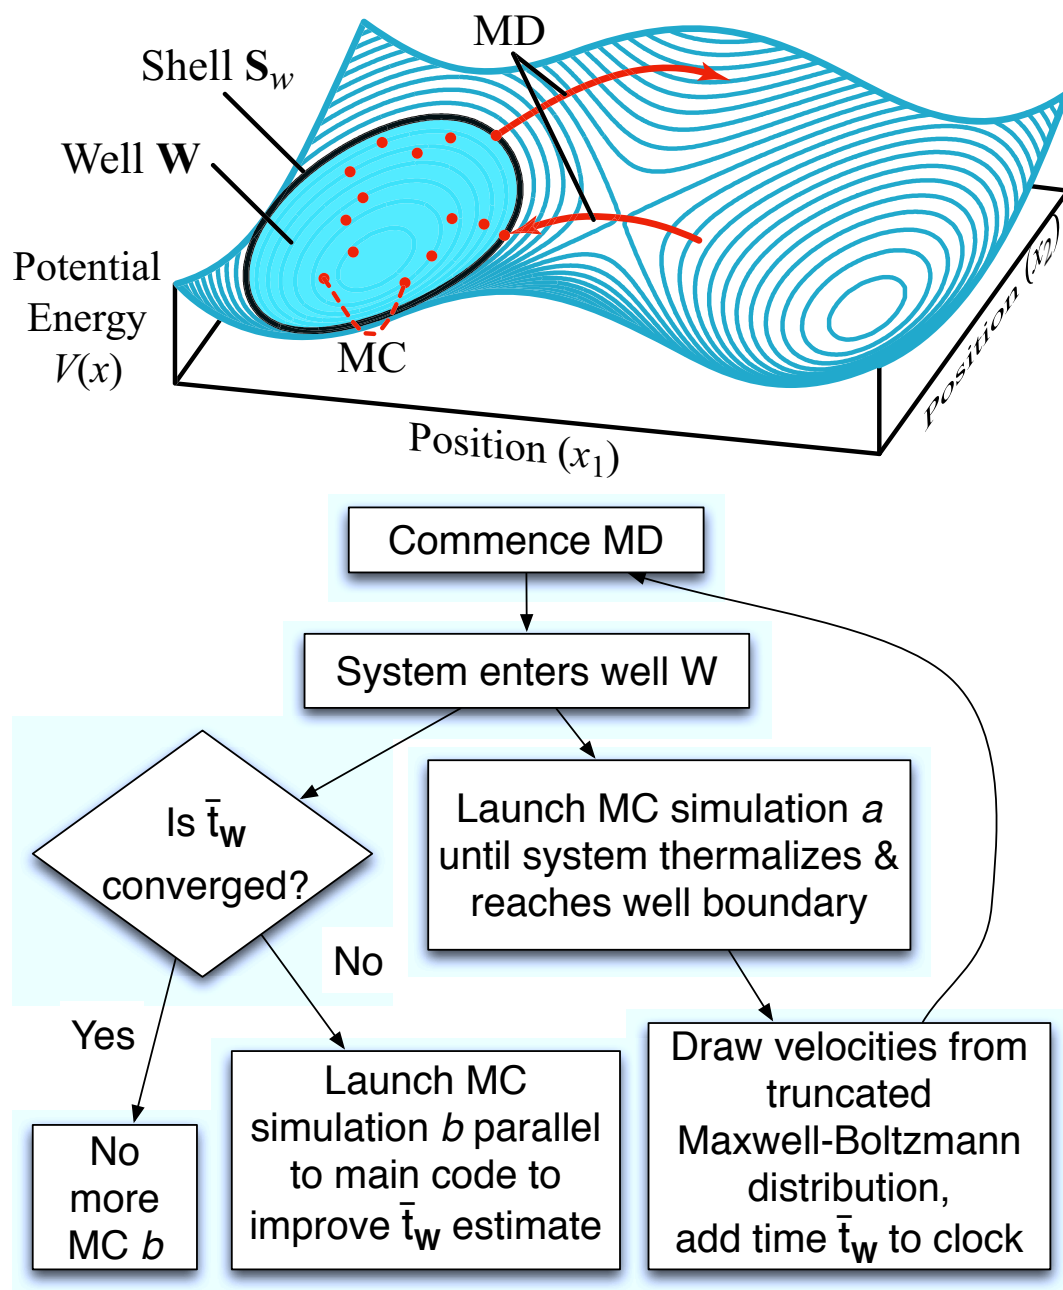 MD
Shell S_w
Well W
Potential
Energy
V(x)
MC
Position (x₁)
Position (x₂)
Commence MD
System enters well W
Is t̄_W
converged?
Launch MC simulation a
until system thermalizes &
reaches well boundary
No
Yes
Launch MC
simulation b parallel
to main code to
improve t̄_W estimate
Draw velocities from
truncated
Maxwell-Boltzmann
distribution,
add time t̄_W to clock
No
more
MC b